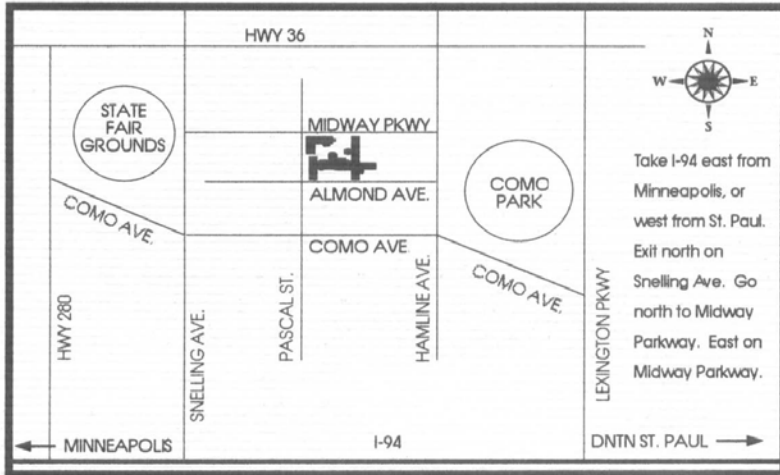 HWY 36
N
W E
S
STATE
FAIR
GROUNDS
MIDWAY PKWY
ALMOND AVE.
COMO AVE.
COMO
PARK
COMO AVE.
COMO AVE.
HWY 280
SNELLING AVE.
PASCAL ST.
HAMLINE AVE.
LEXINGTON PKWY
Take I-94 east from
Minneapolis, or
west from St. Paul.
Exit north on
Snelling Ave. Go
north to Midway
Parkway. East on
Midway Parkway.
MINNEAPOLIS
I-94
DNTN ST. PAUL